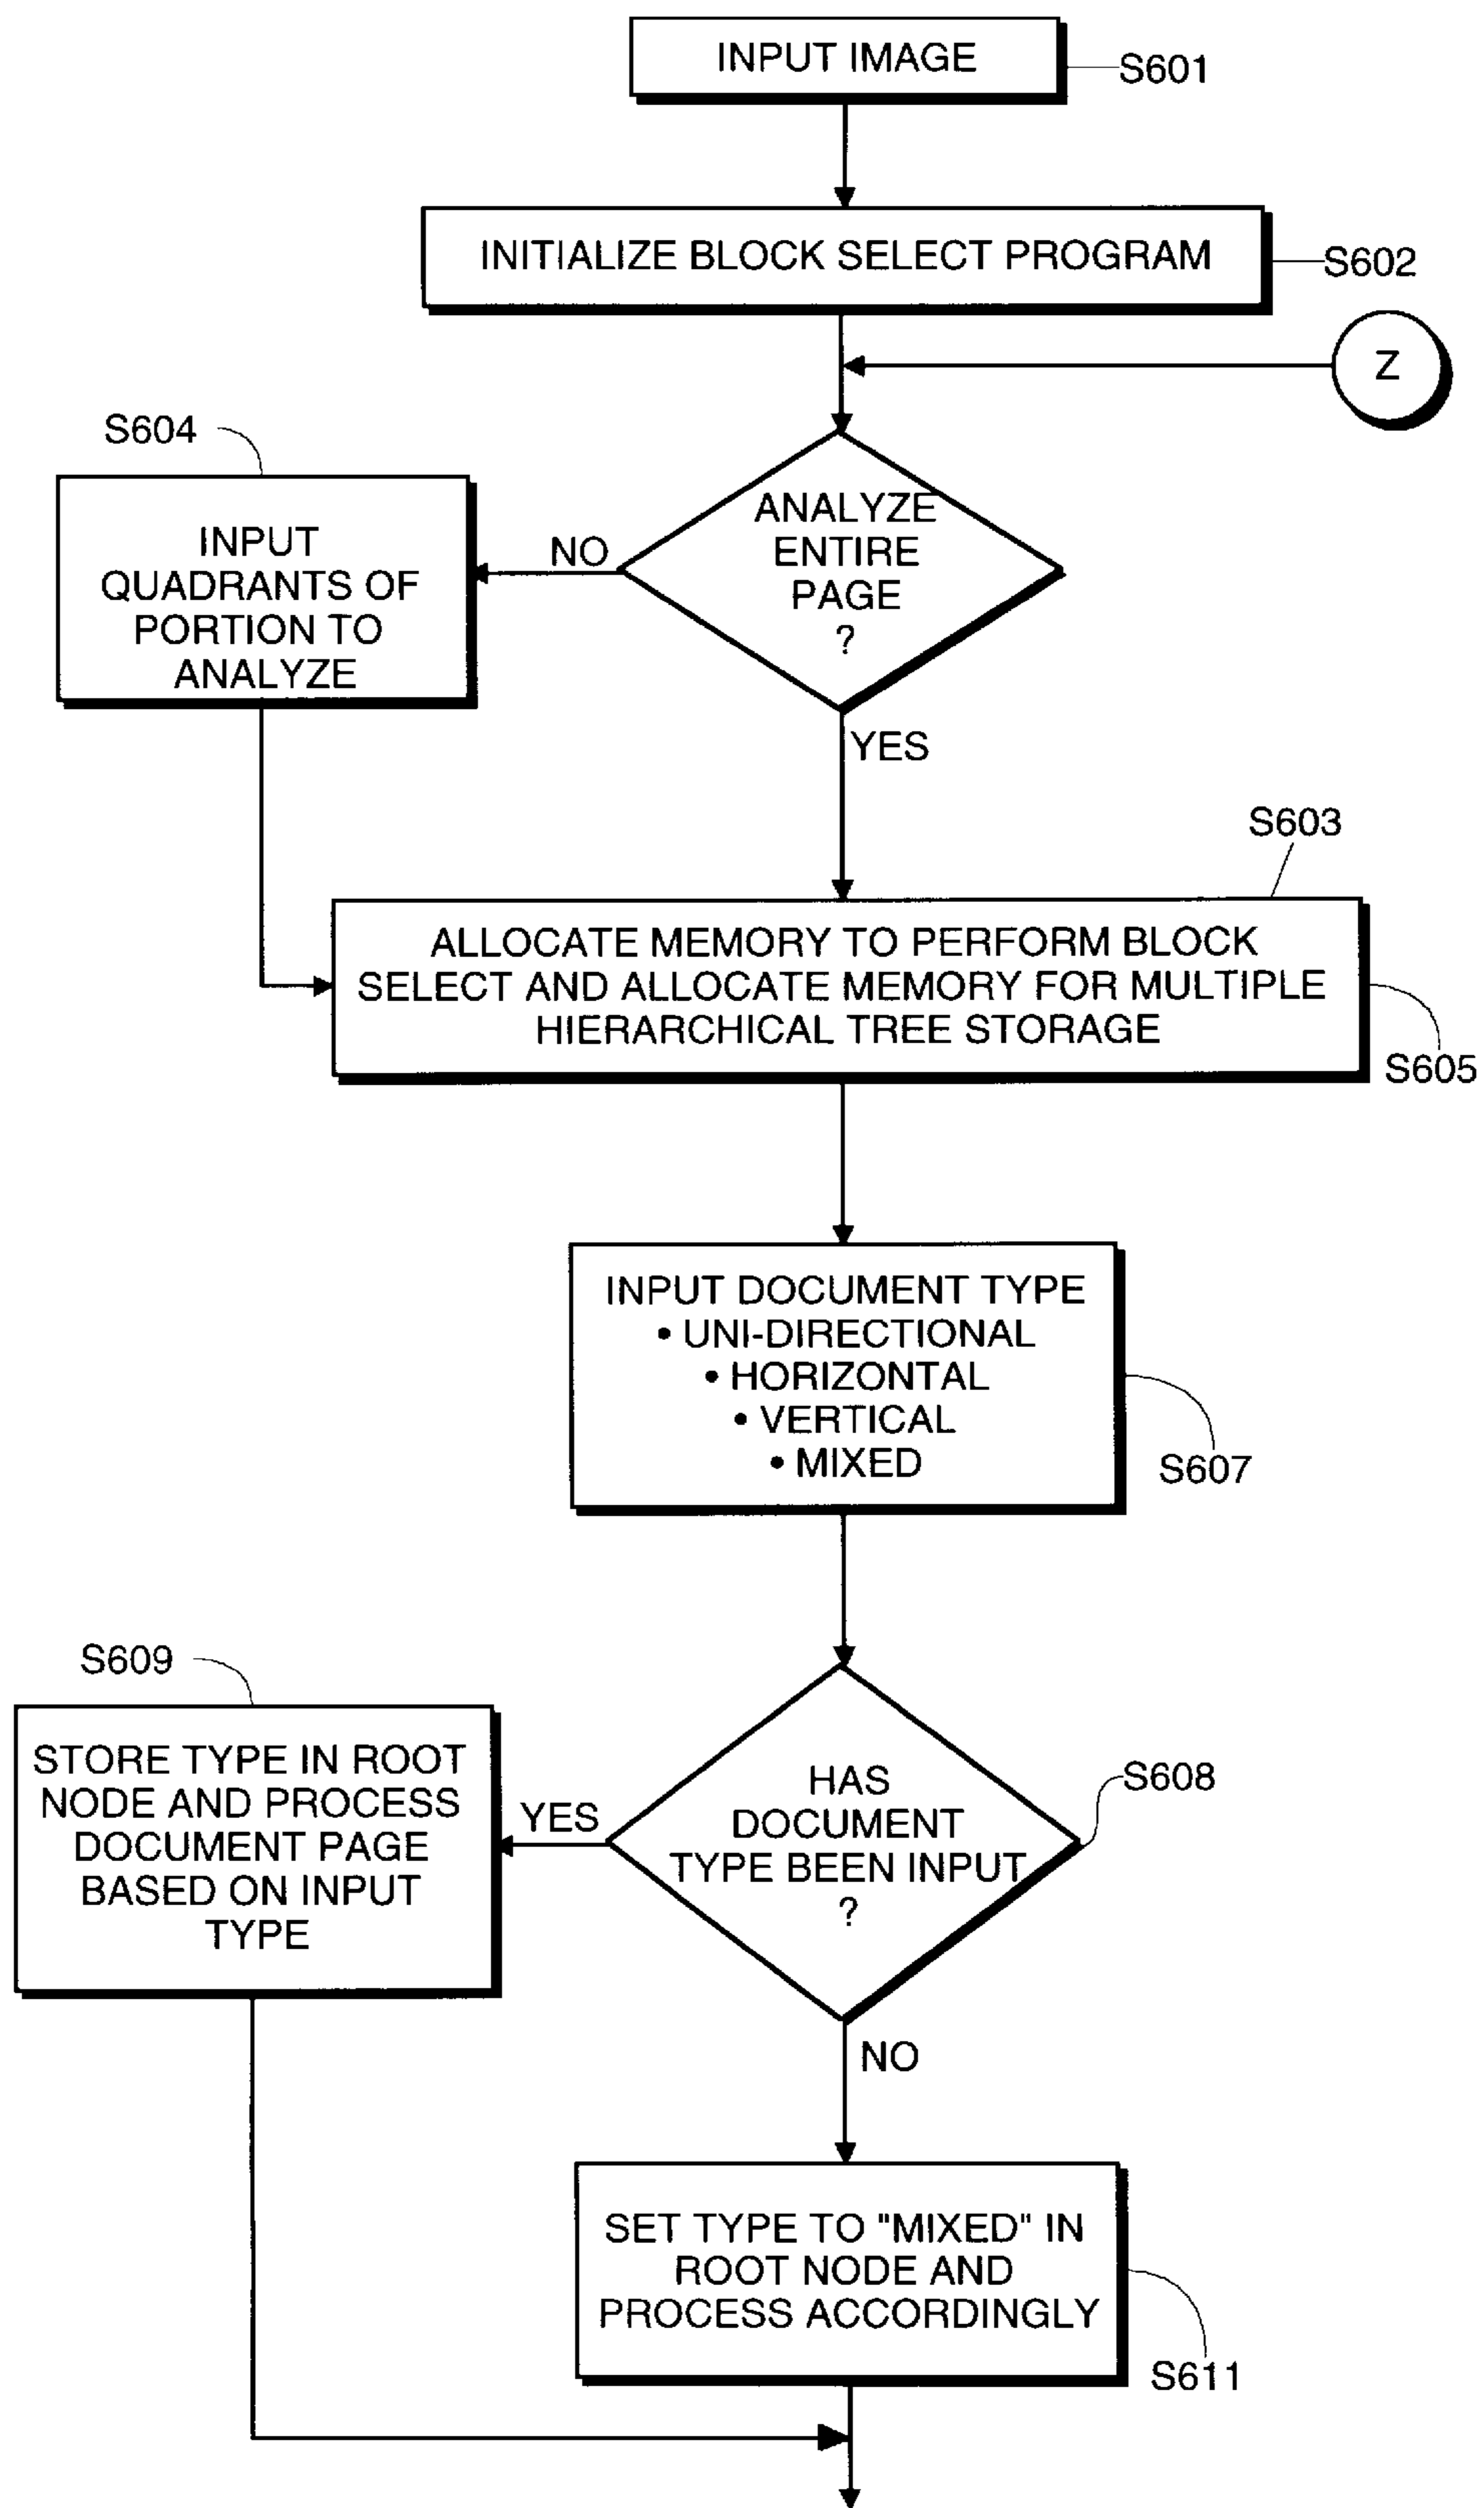 INPUT IMAGE
S601
INITIALIZE BLOCK SELECT PROGRAM
S602
Z
S604
INPUT
QUADRANTS OF
PORTION TO
ANALYZE
NO
ANALYZE
ENTIRE
PAGE
?
YES
S603
ALLOCATE MEMORY TO PERFORM BLOCK
SELECT AND ALLOCATE MEMORY FOR MULTIPLE
HIERARCHICAL TREE STORAGE
S605
INPUT DOCUMENT TYPE
• UNI-DIRECTIONAL
• HORIZONTAL
• VERTICAL
• MIXED
S607
S609
STORE TYPE IN ROOT
NODE AND PROCESS
DOCUMENT PAGE
BASED ON INPUT
TYPE
YES
HAS
DOCUMENT
TYPE BEEN INPUT
?
S608
NO
SET TYPE TO "MIXED" IN
ROOT NODE AND
PROCESS ACCORDINGLY
S611